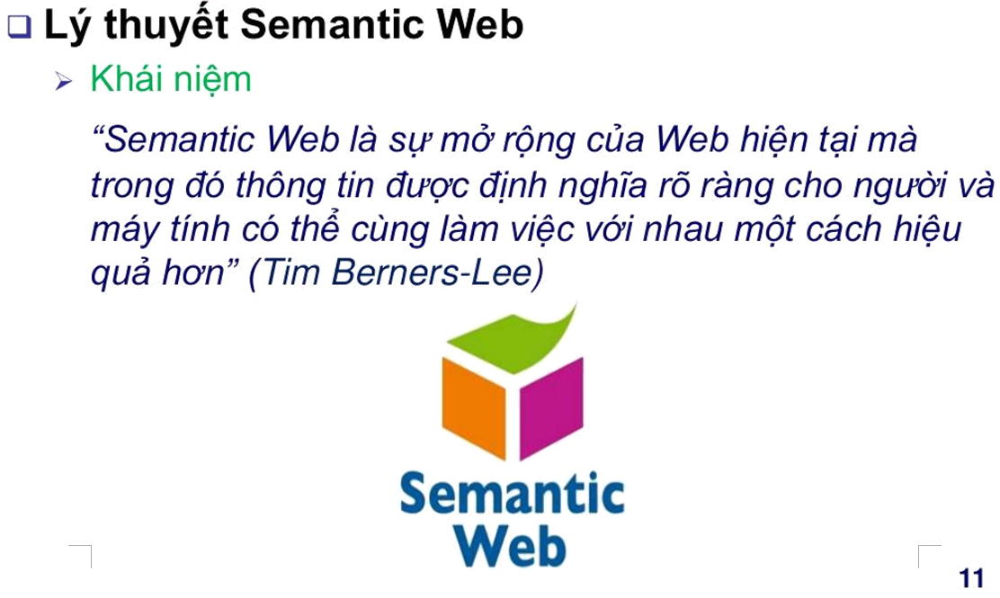 Lý thuyết Semantic Web
Khái niệm
“Semantic Web là sự mở rộng của Web hiện tại mà
trong đó thông tin được định nghĩa rõ ràng cho người và
máy tính có thể cùng làm việc với nhau một cách hiệu
quả hơn” (Tim Berners-Lee)
Semantic
Web
11